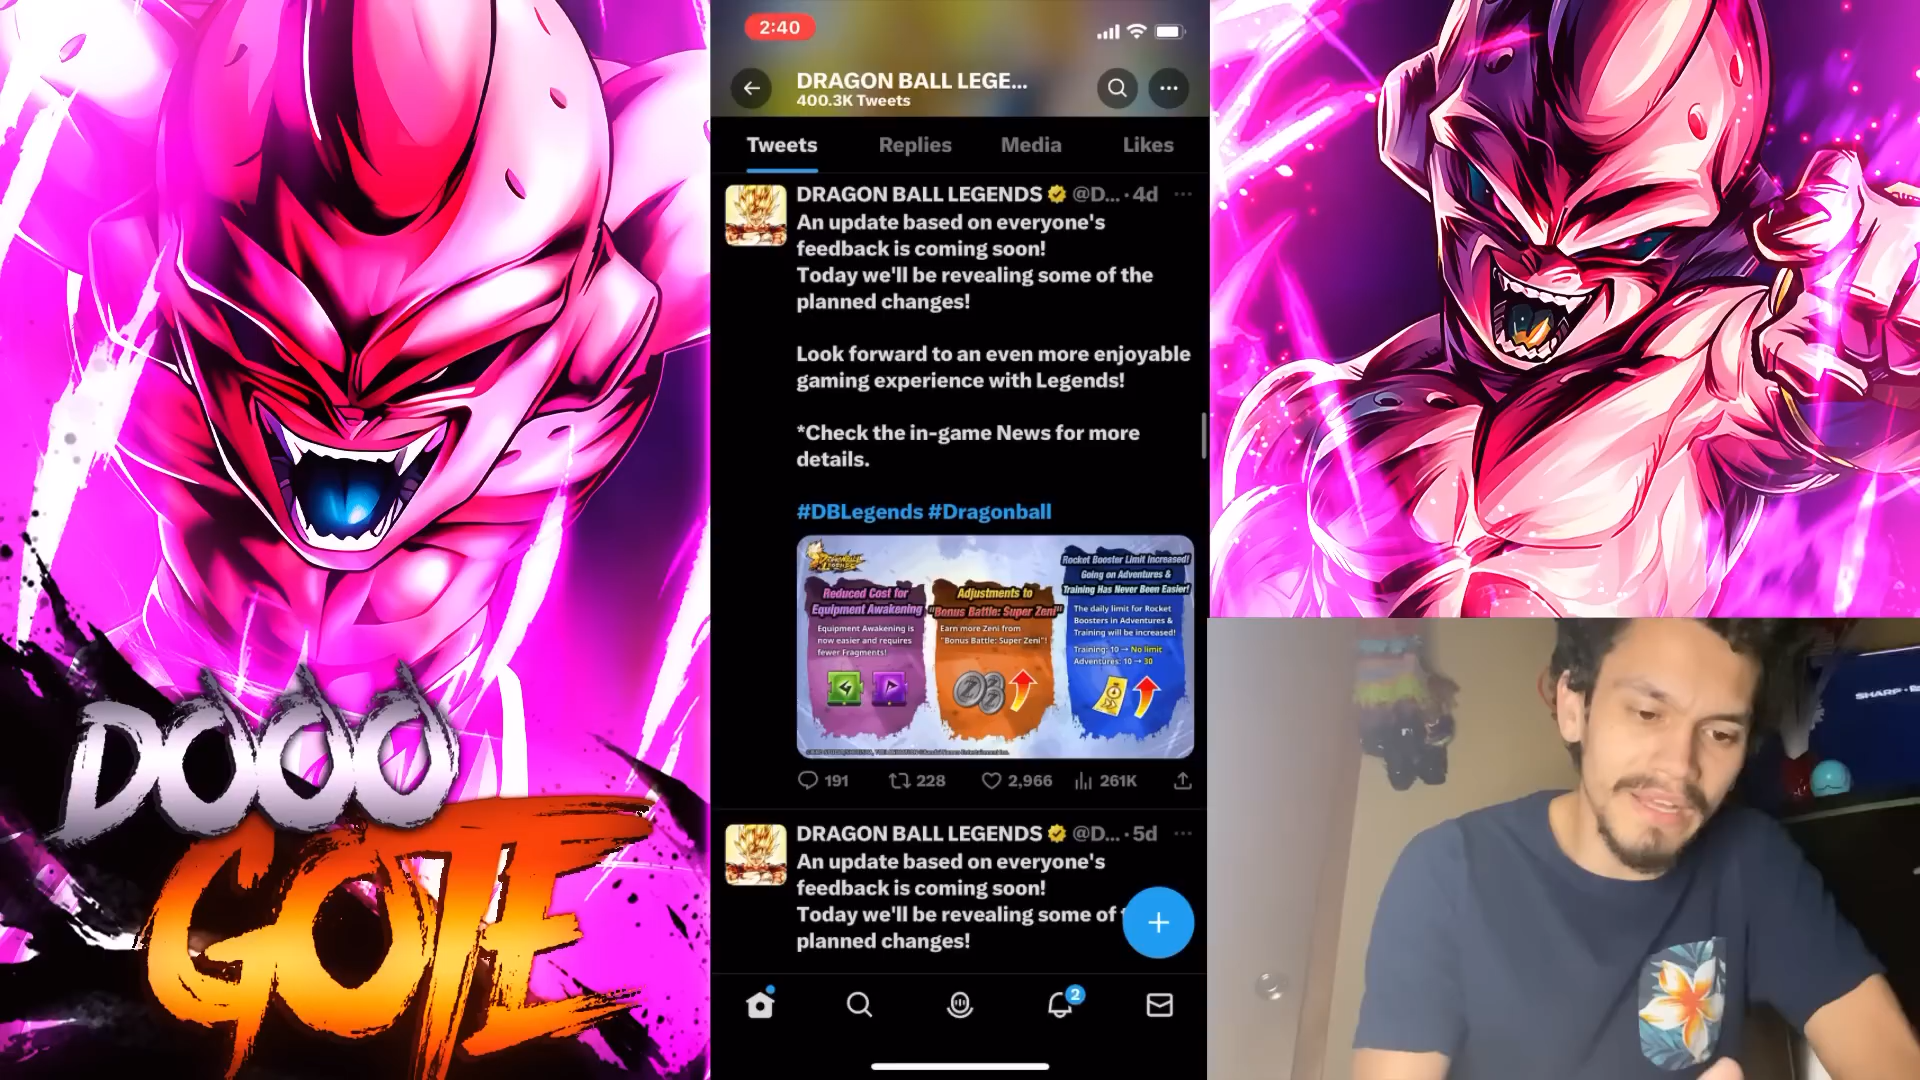 2:40
DRAGON BALL LEGE...
400.3K Tweets
Tweets
Replies
Media
Likes
DRAGON BALL LEGENDS @D... · 4d
An update based on everyone's
feedback is coming soon!
Today we'll be revealing some of the
planned changes!
Look forward to an even more enjoyable
gaming experience with Legends!
*Check the in-game News for more
details.
#DBLegends #Dragonball
Reduced Cost for
Equipment Awakening
Equipment Awakening is
now easier and requires
fewer Fragments!
Adjustments to
"Bonus Battle: Super Zeni"
Earn more Zeni from
"Bonus Battle: Super Zeni"!
Rocket Booster Limit Increased!
Going on Adventures &
Training Has Never Been Easier!
The daily limit for Rocket
Boosters in Adventures &
Training will be increased!
Training: 10 → No limit
Adventures: 10 → 30
191
228
2,966
261K
DRAGON BALL LEGENDS @D... · 5d
An update based on everyone's
feedback is coming soon!
Today we'll be revealing some of
planned changes!
2
DOOO
GOTE
SHARP